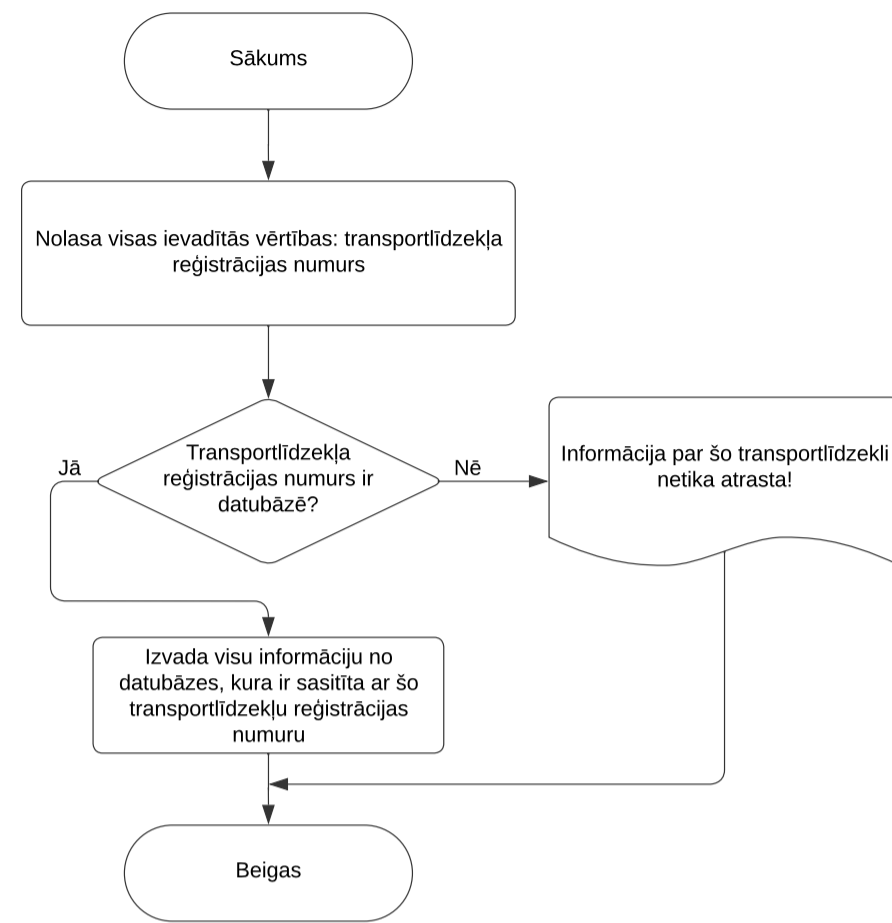 Sākums
Nolasa visas ievadītās vērtības: transportlīdzekļa
reģistrācijas numurs
Transportlīdzekļa
reģistrācijas numurs ir
datubāzē?
Jā
Nē
Informācija par šo transportlīdzekli
netika atrasta!
Izvada visu informāciju no
datubāzes, kura ir sasitīta ar šo
transportlīdzekļu reģistrācijas
numuru
Beigas